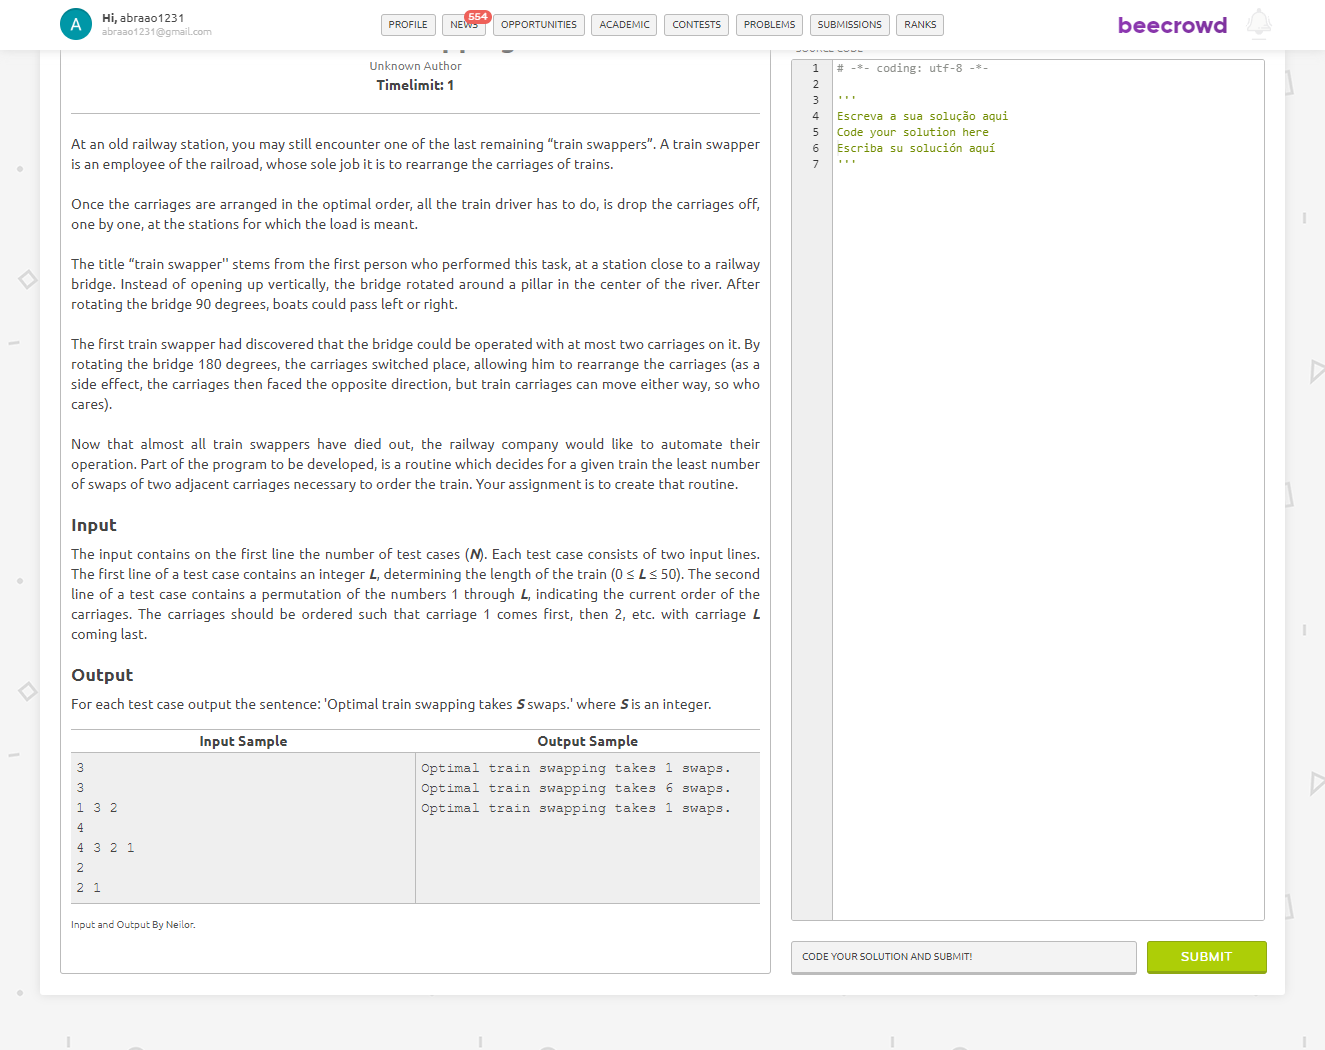 A
Hi, abraao1231
abraao1231@gmail.com
PROFILE
NEWS
554
OPPORTUNITIES
ACADEMIC
CONTESTS
PROBLEMS
SUBMISSIONS
RANKS
beecrowd
Unknown Author
Timelimit: 1
At an old railway station, you may still encounter one of the last remaining “train swappers”. A train swapper
is an employee of the railroad, whose sole job it is to rearrange the carriages of trains.
Once the carriages are arranged in the optimal order, all the train driver has to do, is drop the carriages off,
one by one, at the stations for which the load is meant.
The title “train swapper'' stems from the first person who performed this task, at a station close to a railway
bridge. Instead of opening up vertically, the bridge rotated around a pillar in the center of the river. After
rotating the bridge 90 degrees, boats could pass left or right.
The first train swapper had discovered that the bridge could be operated with at most two carriages on it. By
rotating the bridge 180 degrees, the carriages switched place, allowing him to rearrange the carriages (as a
side effect, the carriages then faced the opposite direction, but train carriages can move either way, so who
cares).
Now that almost all train swappers have died out, the railway company would like to automate their
operation. Part of the program to be developed, is a routine which decides for a given train the least number
of swaps of two adjacent carriages necessary to order the train. Your assignment is to create that routine.
Input
The input contains on the first line the number of test cases (N). Each test case consists of two input lines.
The first line of a test case contains an integer L, determining the length of the train (0 ≤ L ≤ 50). The second
line of a test case contains a permutation of the numbers 1 through L, indicating the current order of the
carriages. The carriages should be ordered such that carriage 1 comes first, then 2, etc. with carriage L
coming last.
Output
For each test case output the sentence: 'Optimal train swapping takes S swaps.' where S is an integer.
Input Sample
Output Sample
3
3
1 3 2
4
4 3 2 1
2
2 1
Optimal train swapping takes 1 swaps.
Optimal train swapping takes 6 swaps.
Optimal train swapping takes 1 swaps.
Input and Output By Neilor.
1 # -*- coding: utf-8 -*-
2
3 '''
4 Escreva a sua solução aqui
5 Code your solution here
6 Escriba su solución aquí
7 '''
CODE YOUR SOLUTION AND SUBMIT!
SUBMIT